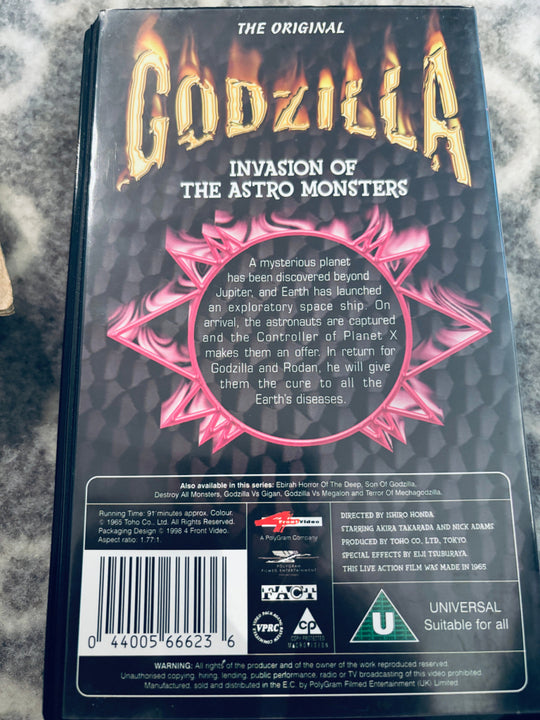 THE ORIGINAL
GODZILLA
INVASION OF
THE ASTRO MONSTERS
A mysterious planet
has been discovered beyond
Jupiter, and Earth has launched
an exploratory space ship. On
arrival, the astronauts are captured
and the Controller of Planet X
makes them an offer. In return for
Godzilla and Rodan, he will give
them the cure to all the
Earth's diseases.
Also available in this series: Ebirah Horror Of The Deep, Son Of Godzilla,
Destroy All Monsters, Godzilla Vs Gigan, Godzilla Vs Megalon and Terror Of Mechagodzilla.
Running Time: 91 minutes approx. Colour.
© 1965 Toho Co., Ltd. All Rights Reserved.
Packaging Design © 1998 4 Front Video.
Aspect ratio: 1.77:1.
0 44005 66623 6
4 Front Video
A PolyGram Company
POLYGRAM
FILMED ENTERTAINMENT
FACT
VPRC
CP
COPY PROTECTED
MACROVISION
DIRECTED BY ISHIRO HONDA.
STARRING AKIRA TAKARADA AND NICK ADAMS
PRODUCED BY TOHO CO., LTD, TOKYO.
SPECIAL EFFECTS BY EIJI TSUBURAYA.
THIS LIVE ACTION FILM WAS MADE IN 1965
U
UNIVERSAL
Suitable for all
WARNING: All rights of the producer and of the owner of the work reproduced reserved.
Unauthorised copying, hiring, lending, public performance, radio or TV broadcasting of this video prohibited.
Manufactured, sold and distributed in the E.C. by PolyGram Filmed Entertainment (UK) Limited.